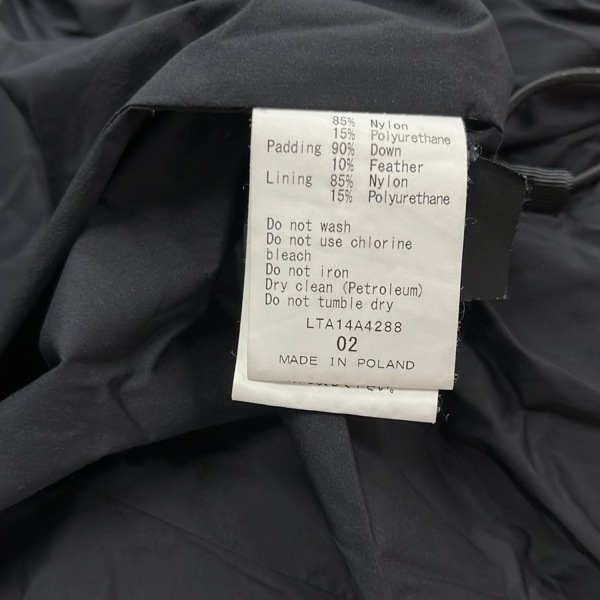 85% Nylon
15% Polyurethane
Padding 90% Down
10% Feather
Lining 85% Nylon
15% Polyurethane
Do not wash
Do not use chlorine
bleach
Do not iron
Dry clean (Petroleum)
Do not tumble dry
LTA14A4288
02
MADE IN POLAND